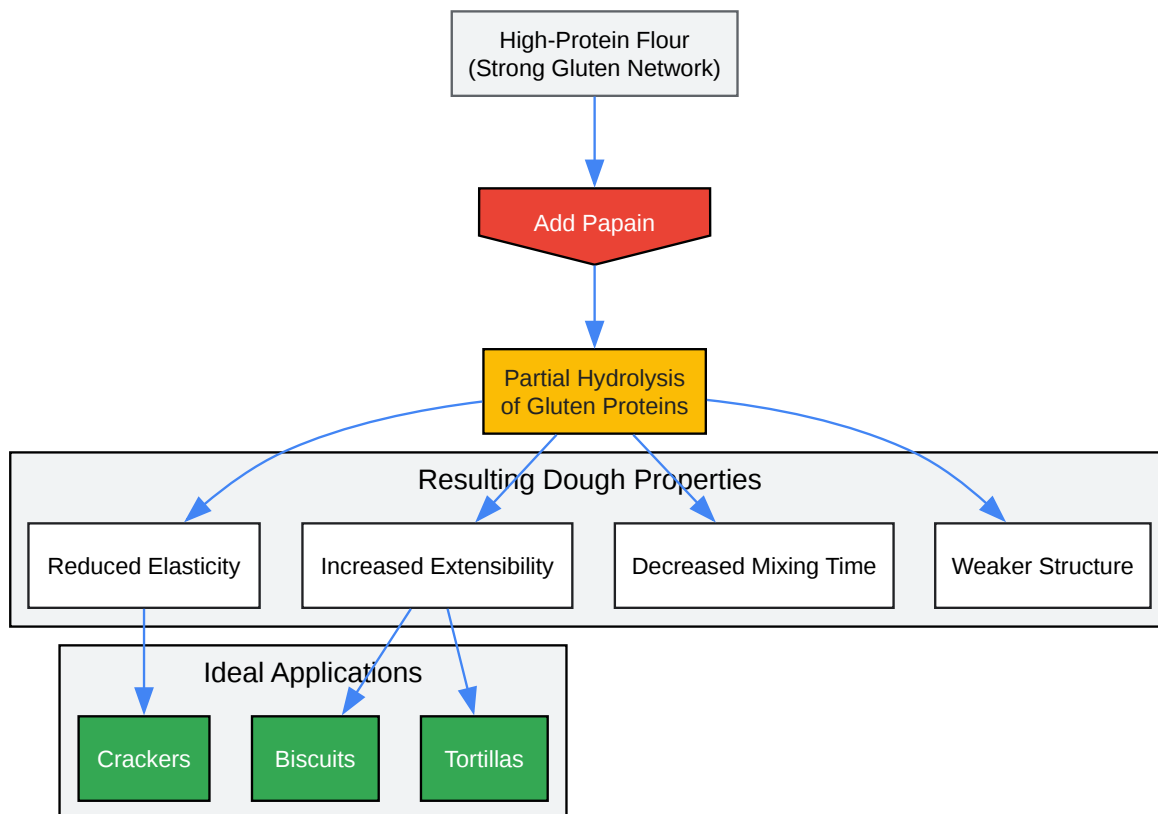 High-Protein Flour
(Strong Gluten Network)
Add Papain
Partial Hydrolysis
of Gluten Proteins
Resulting Dough Properties
Reduced Elasticity
Increased Extensibility
Decreased Mixing Time
Weaker Structure
Ideal Applications
Crackers
Biscuits
Tortillas